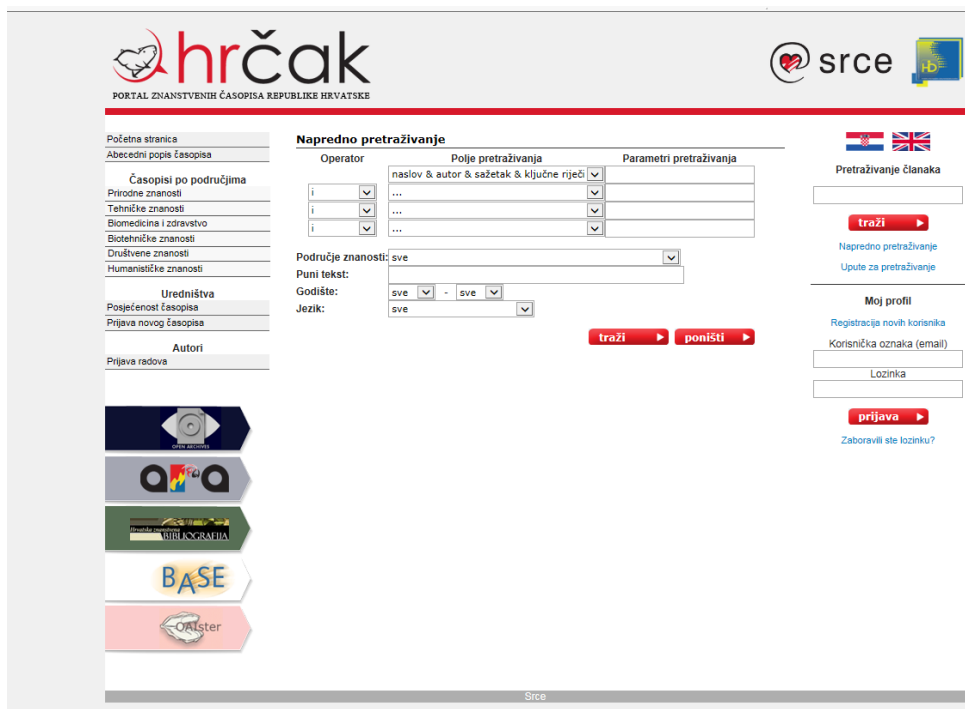 hrčak
PORTAL ZNANSTVENIH ČASOPISA REPUBLIKE HRVATSKE
srce
HD
Početna stranica
Abecedni popis časopisa
Časopisi po područjima
Prirodne znanosti
Tehničke znanosti
Biomedicina i zdravstvo
Biotehničke znanosti
Društvene znanosti
Humanističke znanosti
Uredništva
Posjećenost časopisa
Prijava novog časopisa
Autori
Prijava radova
OPEN ARCHIVES
Hrvatska znanstvena
BIBLIOGRAFIJA
BASE
OAIster
Napredno pretraživanje
Operator Polje pretraživanja Parametri pretraživanja
naslov & autor & sažetak & ključne riječi
i ...
i ...
i ...
Područje znanosti: sve
Puni tekst:
Godište: sve - sve
Jezik: sve
traži poništi
Pretraživanje članaka
traži
Napredno pretraživanje
Upute za pretraživanje
Moj profil
Registracija novih korisnika
Korisnička oznaka (email)
Lozinka
prijava
Zaboravili ste lozinku?
Srce